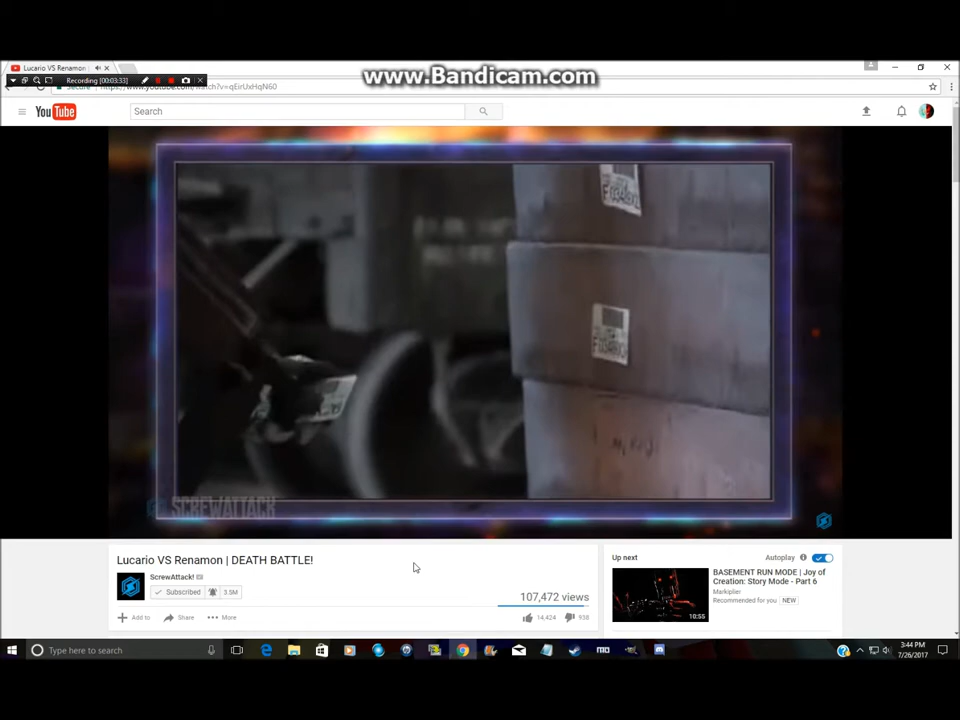 www.Bandicam.com
Lucario VS Renamon
Recording [00:03:33]
YouTube
Search
SCREWATTACK
Lucario VS Renamon | DEATH BATTLE!
ScrewAttack!
Subscribed
3.5M
107,472 views
Add to
Share
More
14,424
938
Up next
Autoplay
BASEMENT RUN MODE | Joy of
Creation: Story Mode - Part 6
Markiplier
Recommended for you
NEW
10:55
Type here to search
3:44 PM
7/26/2017